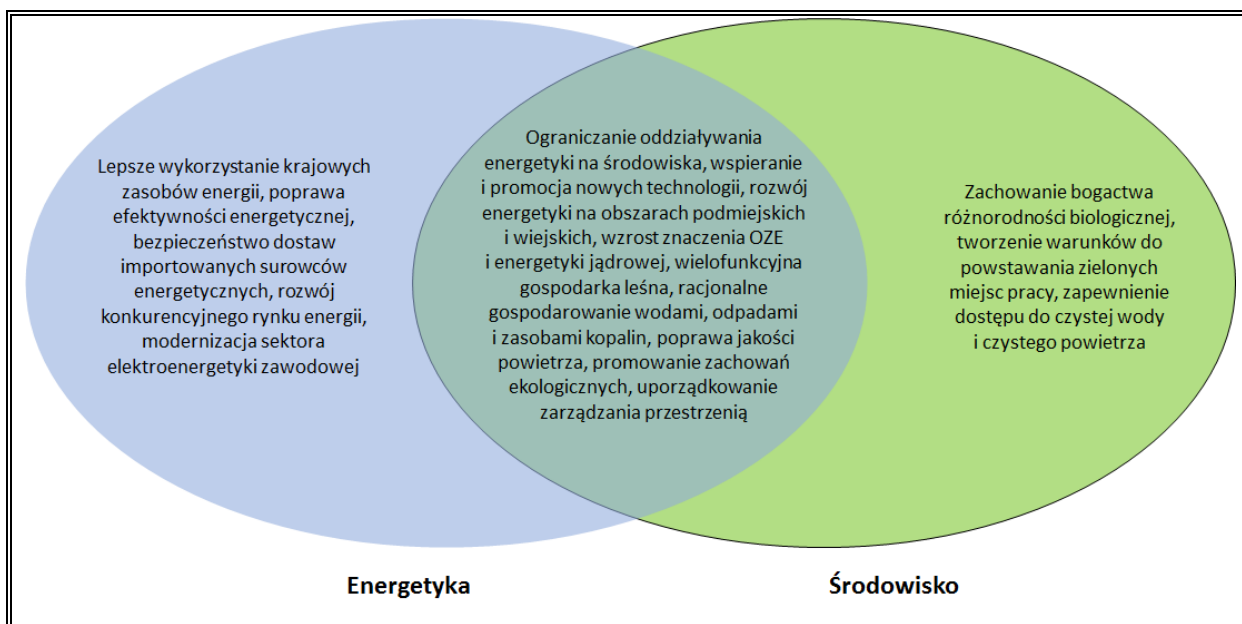 Lepsze wykorzystanie krajowych
zasobów energii, poprawa
efektywności energetycznej,
bezpieczeństwo dostaw
importowanych surowców
energetycznych, rozwój
konkurencyjnego rynku energii,
modernizacja sektora
elektroenergetyki zawodowej
Ograniczanie oddziaływania
energetyki na środowiska, wspieranie
i promocja nowych technologii, rozwój
energetyki na obszarach podmiejskich
i wiejskich, wzrost znaczenia OZE
i energetyki jądrowej, wielofunkcyjna
gospodarka leśna, racjonalne
gospodarowanie wodami, odpadami
i zasobami kopalin, poprawa jakości
powietrza, promowanie zachowań
ekologicznych, uporządkowanie
zarządzania przestrzenią
Zachowanie bogactwa
różnorodności biologicznej,
tworzenie warunków do
powstawania zielonych
miejsc pracy, zapewnienie
dostępu do czystej wody
i czystego powietrza
Energetyka
Środowisko